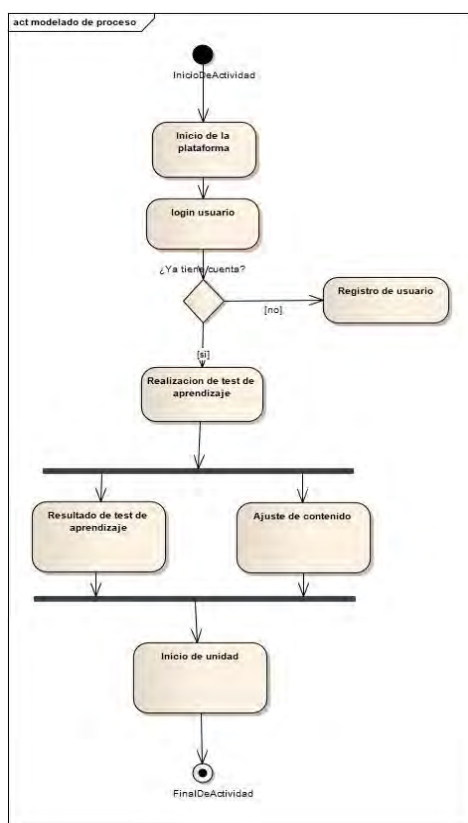 act modelado de proceso
InicioDeActividad
Inicio de la
plataforma
login usuario
¿Ya tiene cuenta?
Registro de usuario
[no]
[si]
Realizacion de test de
aprendizaje
Resultado de test de
aprendizaje
Ajuste de contenido
Inicio de unidad
FinalDeActividad